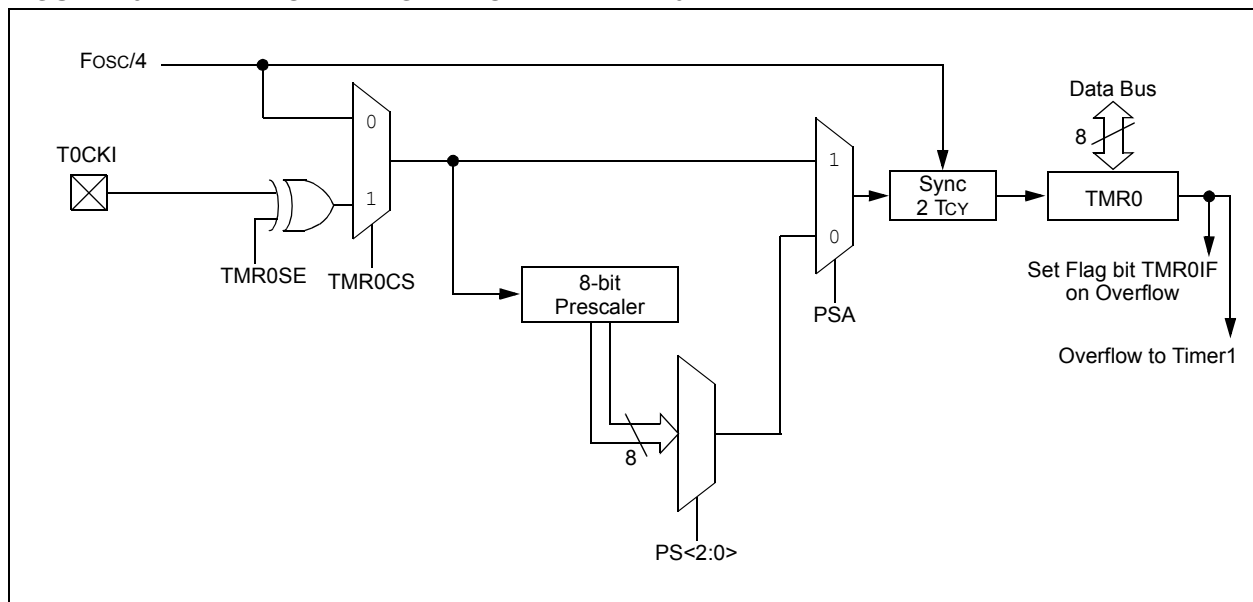 Fosc/4
Data Bus
8
T0CKI
0
1
1
0
Sync
2 Tcy
TMR0
TMR0SE
TMR0CS
8-bit
Prescaler
PSA
Set Flag bit TMR0IF
on Overflow
Overflow to Timer1
8
PS<2:0>